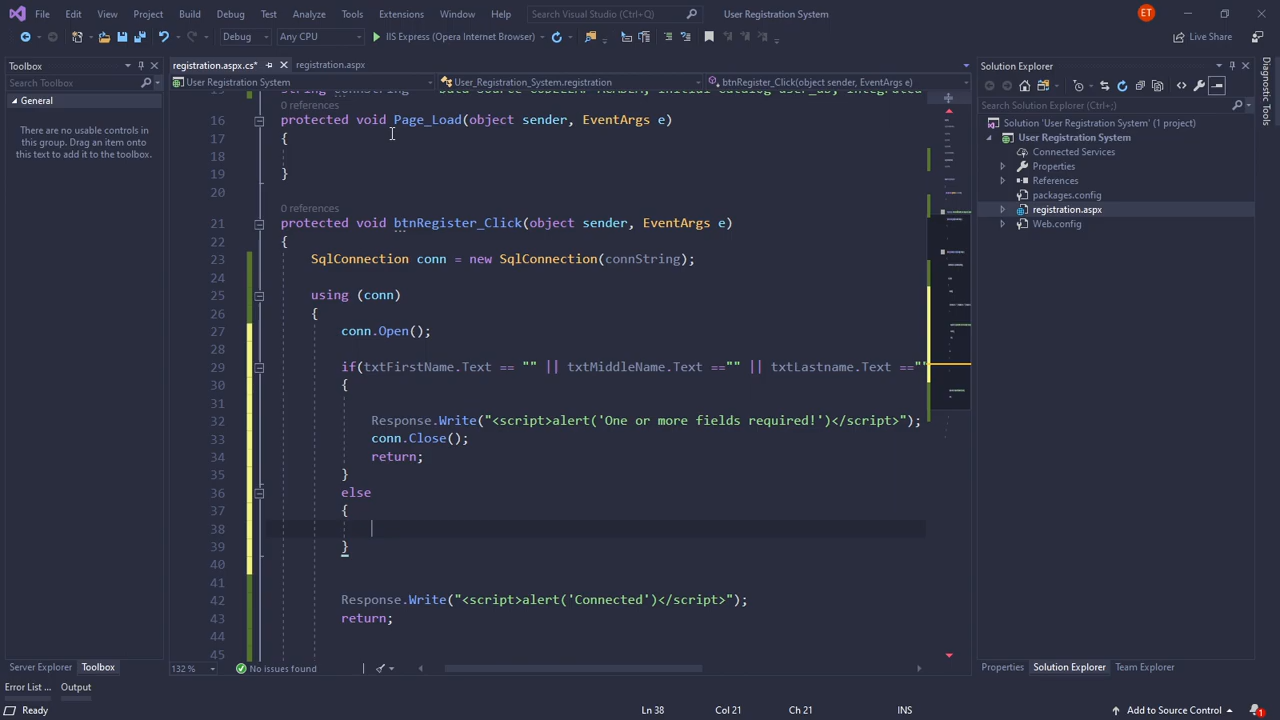 File Edit View Project Build Debug Test Analyze Tools Extensions Window Help Search Visual Studio User Registration System ET
Debug Any CPU IIS Express (Opera Internet Browser) Live Share
Toolbox
Search Toolbox
General
There are no usable controls in
this group. Drag an item onto
this text to add it to the toolbox.
registration.aspx.cs* registration.aspx
User Registration System User_Registration_System.registration btnRegister_Click(object sender, EventArgs e)
0 references
16 protected void Page_Load(object sender, EventArgs e)
17 {
18
19 }
20
0 references
21 protected void btnRegister_Click(object sender, EventArgs e)
22 {
23 SqlConnection conn = new SqlConnection(connString);
24
25 using (conn)
26 {
27 conn.Open();
28
29 if(txtFirstName.Text == "" || txtMiddleName.Text =="" || txtLastname.Text ==""
30 {
31
32 Response.Write("<script>alert('One or more fields required!')</script>");
33 conn.Close();
34 return;
35 }
36 else
37 {
38
39 }
40
41
42 Response.Write("<script>alert('Connected')</script>");
43 return;
44
45
132 % No issues found
Solution Explorer
Search Solution Explorer (Ctrl+;)
Solution 'User Registration System' (1 project)
User Registration System
Connected Services
Properties
References
packages.config
registration.aspx
Web.config
Diagnostic Tools
Server Explorer Toolbox
Properties Solution Explorer Team Explorer
Error List ... Output
Ready Ln 38 Col 21 Ch 21 INS Add to Source Control 1